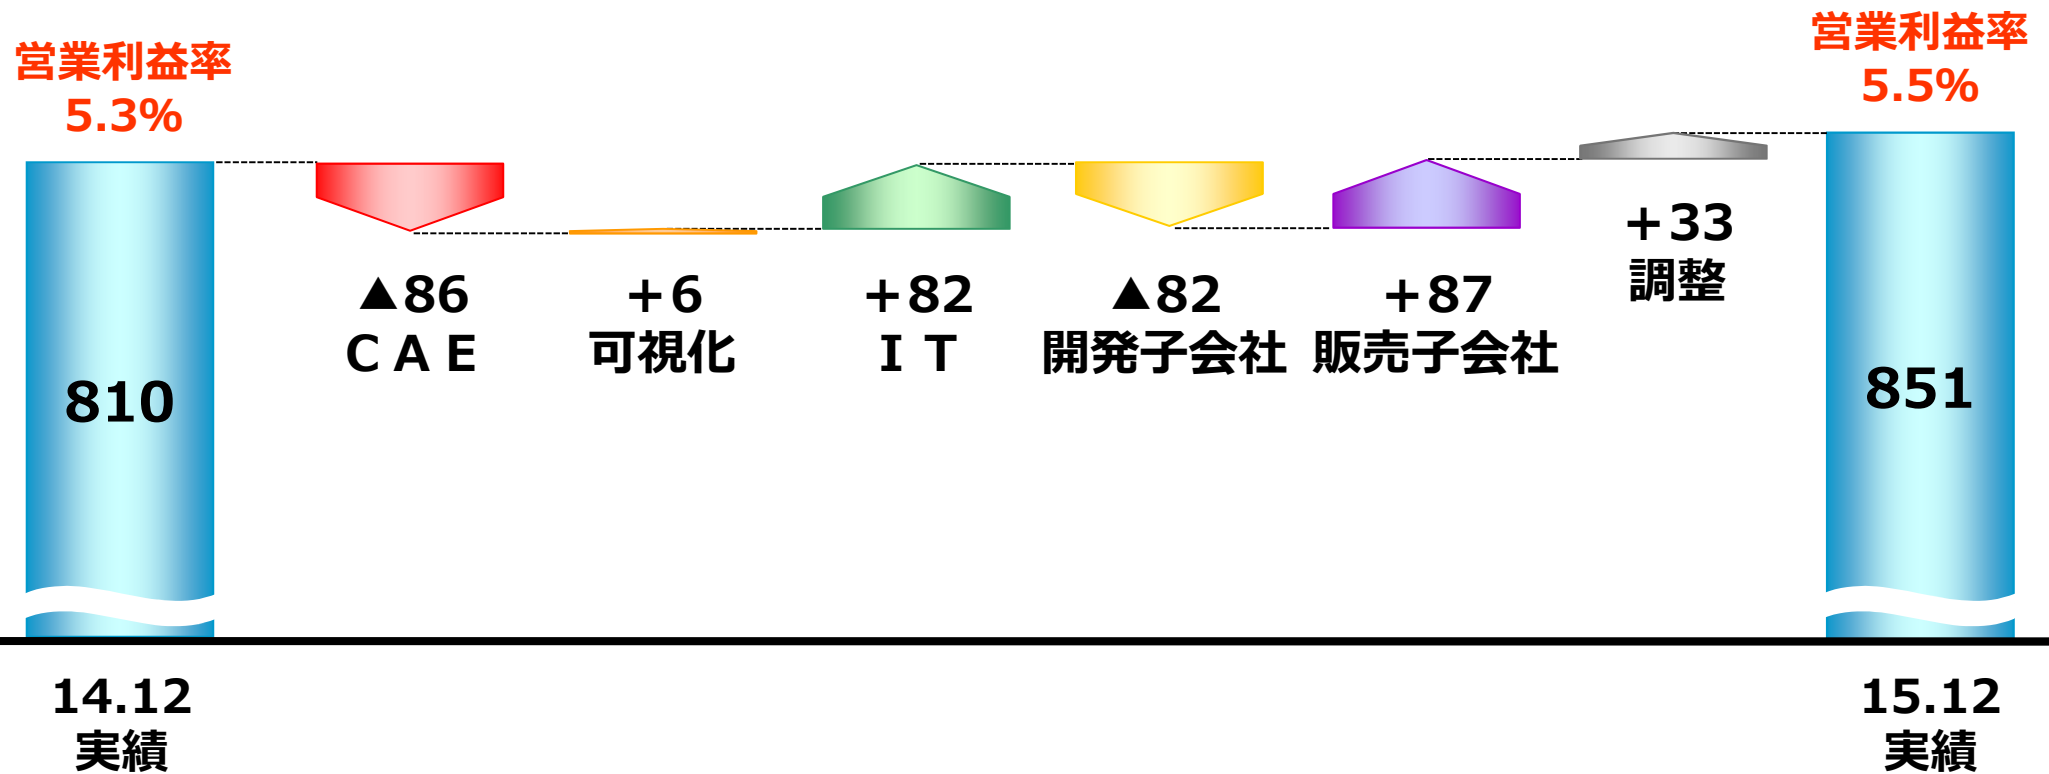 営業利益率
5.3%
810
14.12
実績
▲86
ＣＡＥ
＋6
可視化
＋82
ＩＴ
▲82
開発子会社
＋87
販売子会社
＋33
調整
営業利益率
5.5%
851
15.12
実績